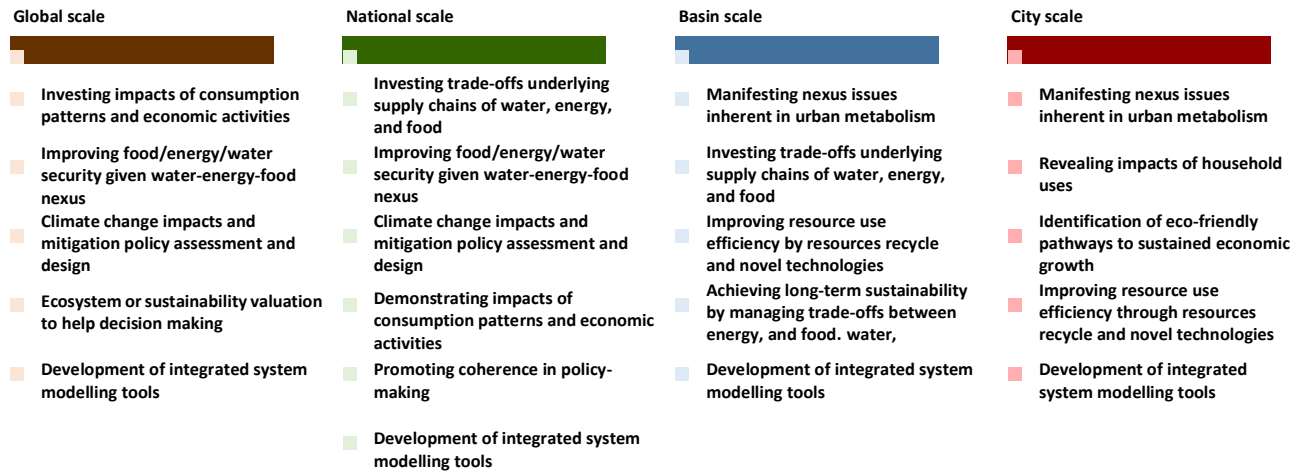 Global scale
Investing impacts of consumption
patterns and economic activities
Improving food/energy/water
security given water-energy-food
nexus
Climate change impacts and
mitigation policy assessment and
design
Ecosystem or sustainability valuation
to help decision making
Development of integrated system
modelling tools
National scale
Investing trade-offs underlying
supply chains of water, energy,
and food
Improving food/energy/water
security given water-energy-food
nexus
Climate change impacts and
mitigation policy assessment and
design
Demonstrating impacts of
consumption patterns and economic
activities
Promoting coherence in policy-
making
Development of integrated system
modelling tools
Basin scale
Manifesting nexus issues
inherent in urban metabolism
Investing trade-offs underlying
supply chains of water, energy,
and food
Improving resource use
efficiency by resources recycle
and novel technologies
Achieving long-term sustainability
by managing trade-offs between
energy, and food. water,
Development of integrated system
modelling tools
City scale
Manifesting nexus issues
inherent in urban metabolism
Revealing impacts of household
uses
Identification of eco-friendly
pathways to sustained economic
growth
Improving resource use
efficiency through resources
recycle and novel technologies
Development of integrated
system modelling tools